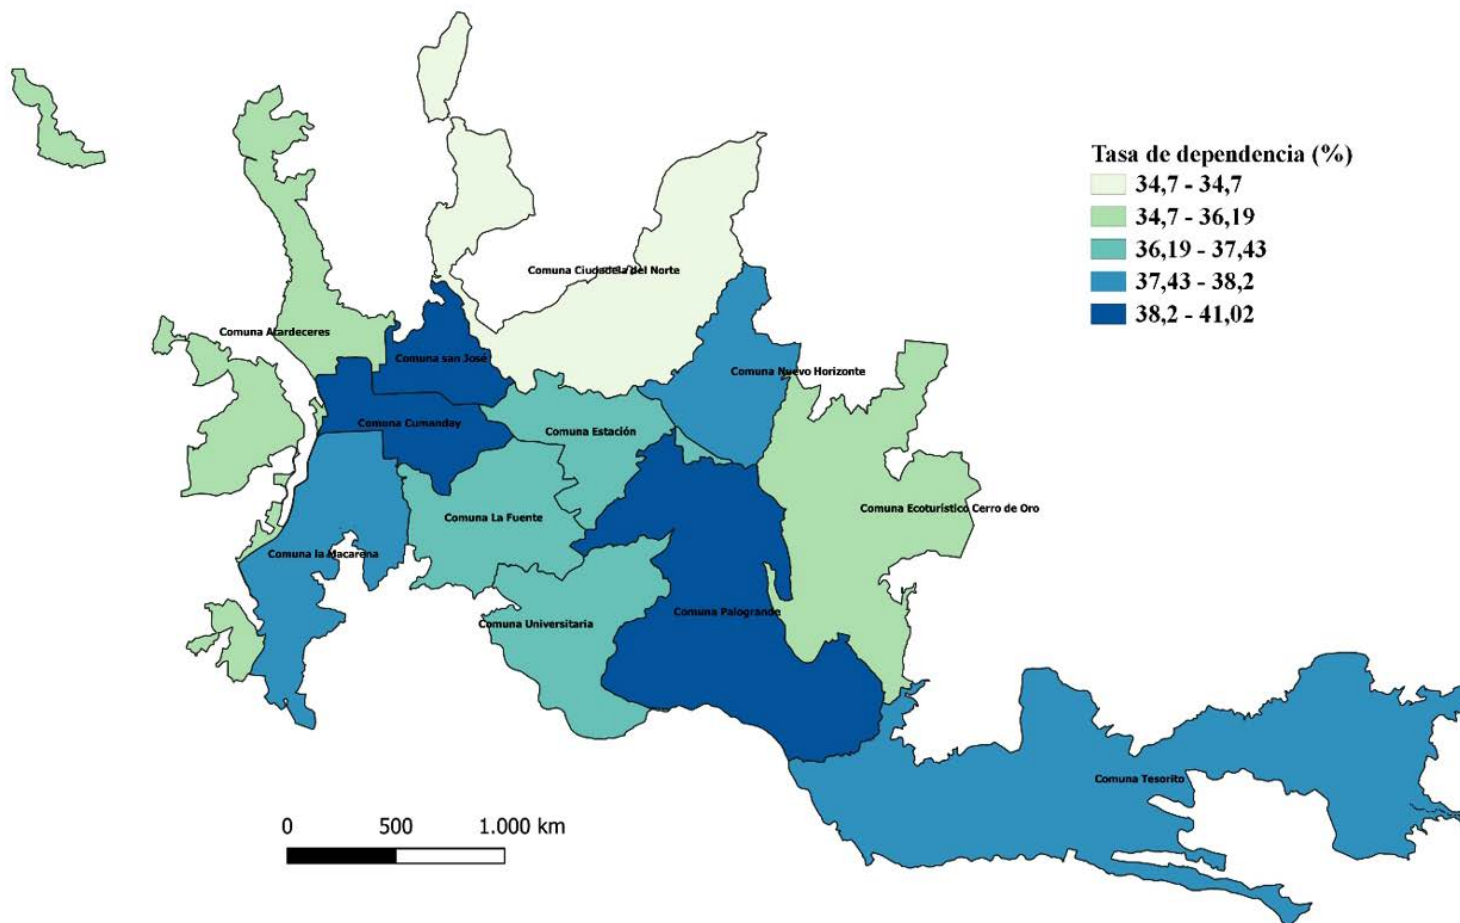 Tasa de dependencia (%)
34,7 - 34,7
34,7 - 36,19
36,19 - 37,43
37,43 - 38,2
38,2 - 41,02
Comuna Ciudadela del Norte
Comuna Atardeceres
Comuna san José
Comuna Nuevo Horizonte
Comuna Cumanday
Comuna Estación
Comuna Ecoturístico Cerro de Oro
Comuna La Fuente
Comuna la Macarena
Comuna Palogrande
Comuna Universitaria
Comuna Tesorito
0 500 1.000 km